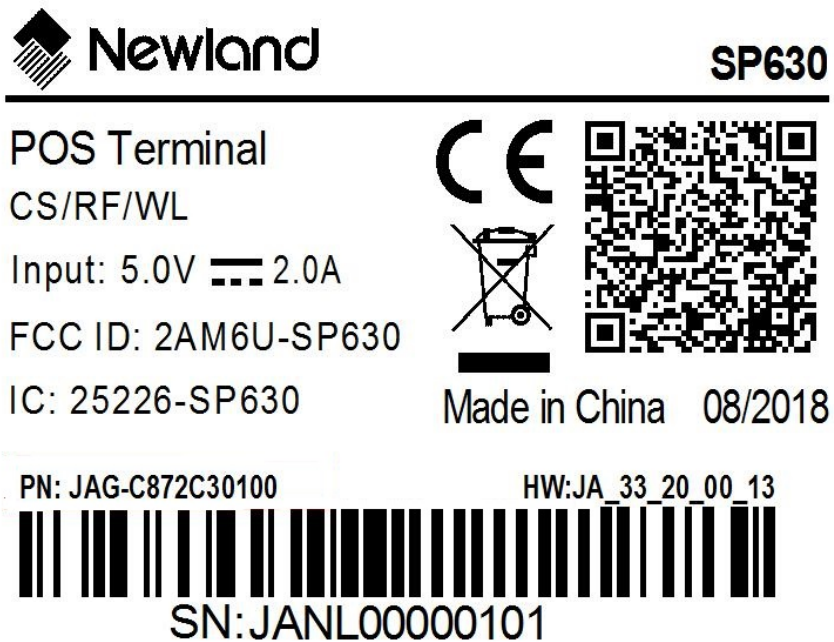 Newland
SP630
POS Terminal
CS/RF/WL
Input: 5.0V 2.0A
FCC ID: 2AM6U-SP630
IC: 25226-SP630
CE
Made in China 08/2018
PN: JAG-C872C30100
HW:JA_33_20_00_13
SN:JANL00000101